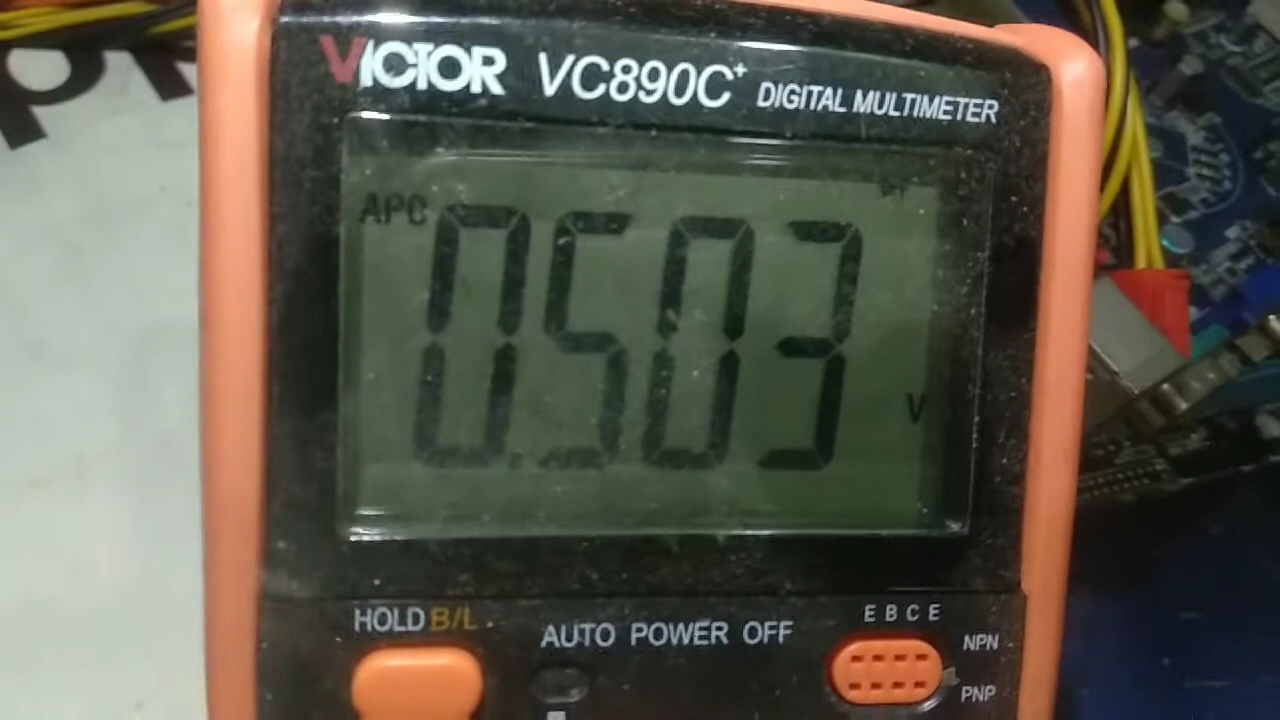 VICTOR VC890C+ DIGITAL MULTIMETER
APC
0.503
V
HOLD B/L
AUTO POWER OFF
E B C E
NPN
PNP